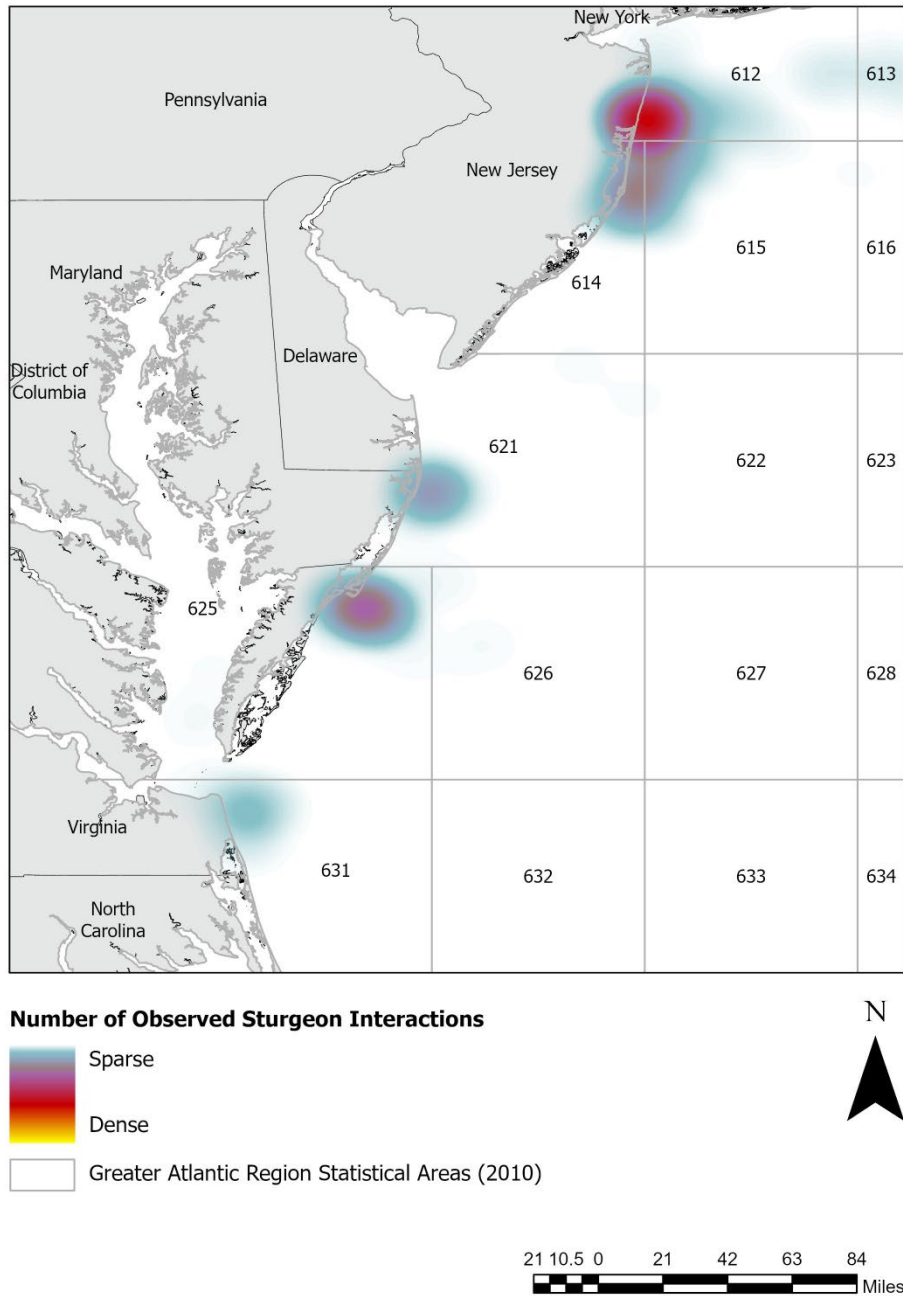 New York
612
613
Pennsylvania
New Jersey
Maryland
615
616
614
Delaware
District of
Columbia
621
622
623
625
626
627
628
Virginia
631
632
633
634
North
Carolina
Number of Observed Sturgeon Interactions
Sparse
Dense
Greater Atlantic Region Statistical Areas (2010)
N
21 10.5 0 21 42 63 84
Miles